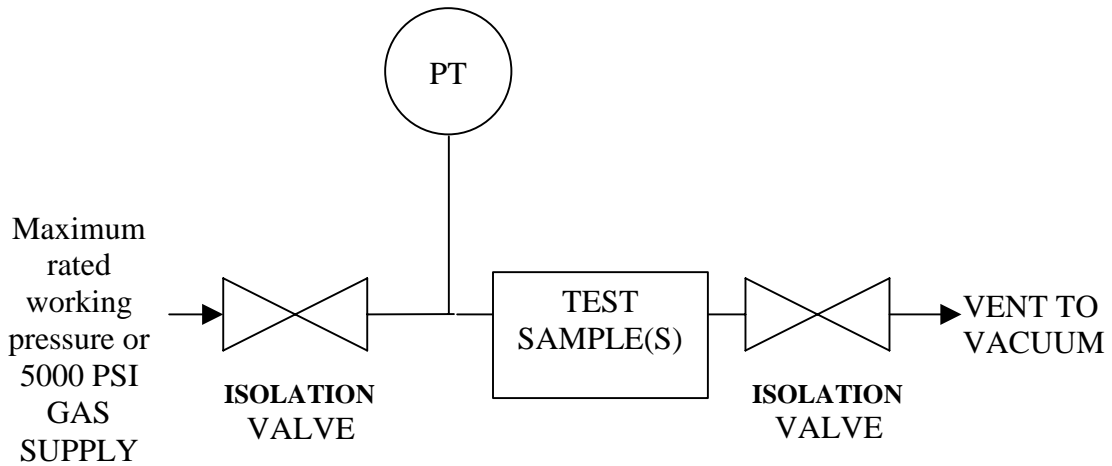 PT
Maximum
rated
working
pressure or
5000 PSI
GAS
SUPPLY
ISOLATION
VALVE
TEST
SAMPLE(S)
ISOLATION
VALVE
VENT TO
VACUUM